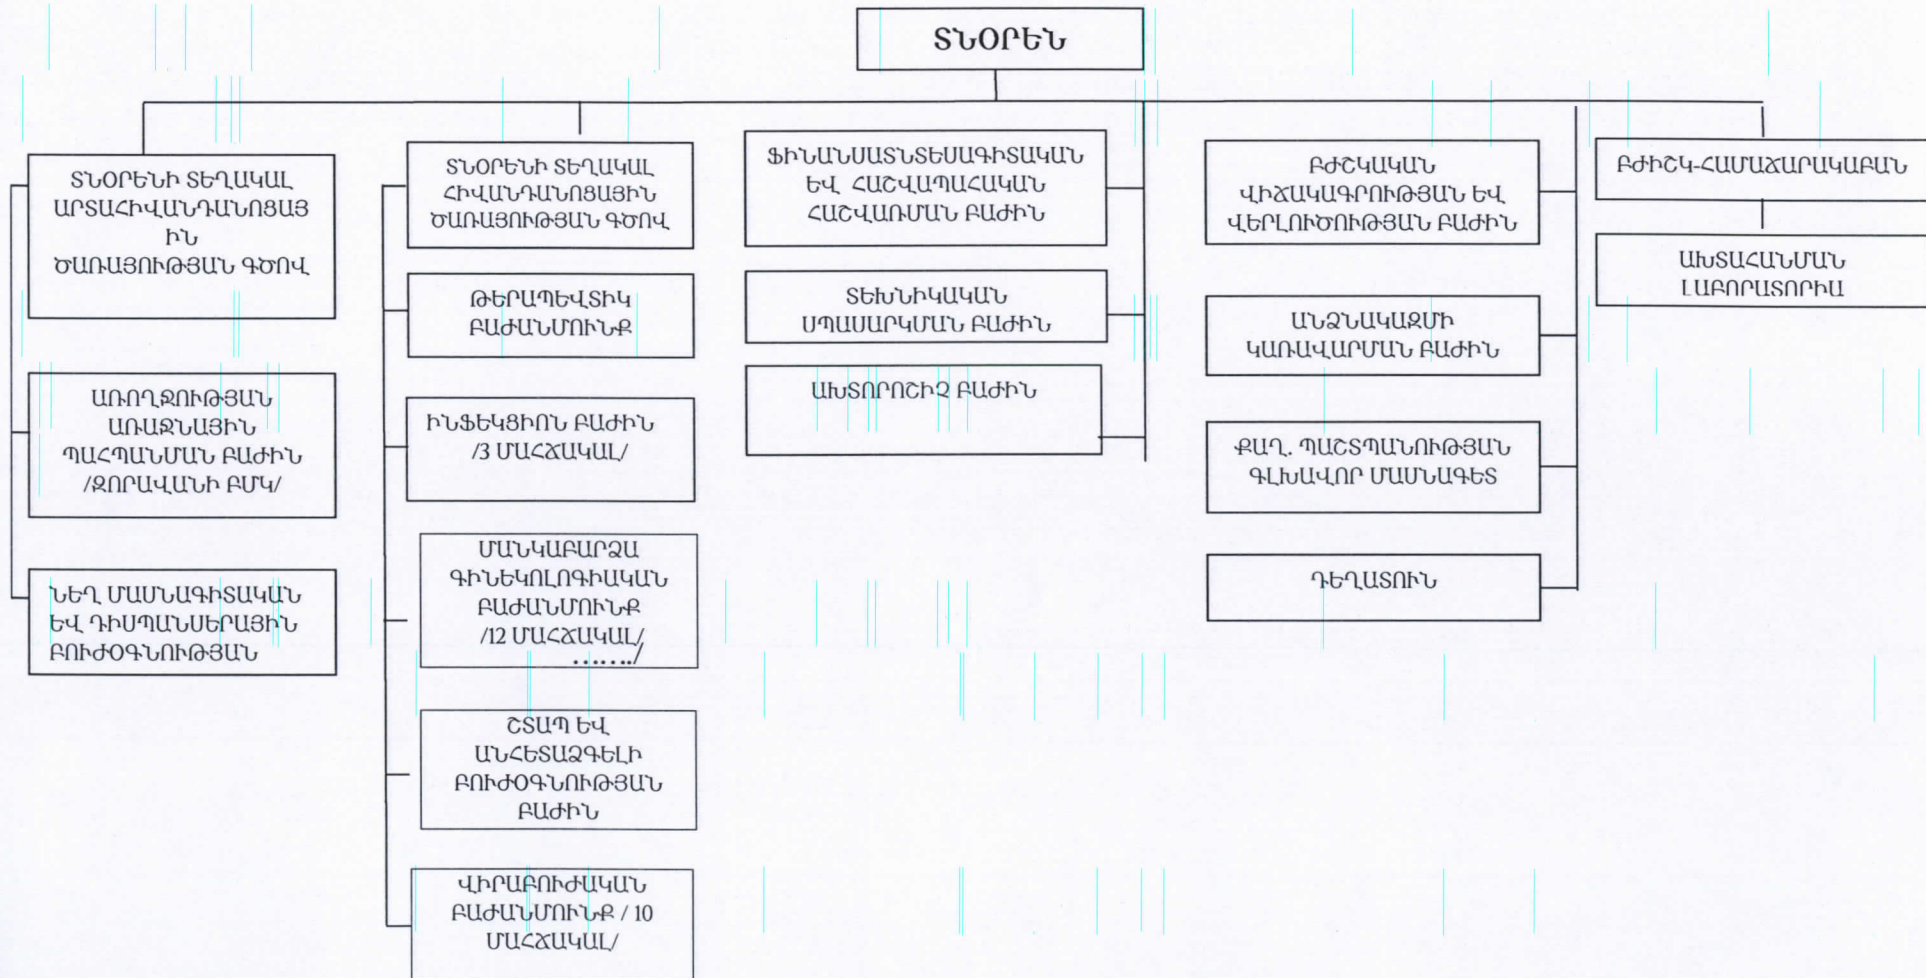 ՏՆՕՐԵՆ
ՏՆՕՐԵՆԻ ՏԵՂԱԿԱԼ
ԱՐՏԱՀԻՎԱՆԴԱՆՈՑԱՅ
ԻՆ
ԾԱՌԱՅՈՒԹՅԱՆ ԳԾՈՎ
ԱՌՈՂՋՈՒԹՅԱՆ
ԱՌԱՋՆԱՅԻՆ
ՊԱՀՊԱՆՄԱՆ ԲԱԺԻՆ
/ԶՈՐԱՎԱՆԻ ԲՄԿ/
ՆԵՂ ՄԱՍՆԱԳԻՏԱԿԱՆ
ԵՎ ԴԻՍՊԱՆՍԵՐԱՅԻՆ
ԲՈՒԺՕԳՆՈՒԹՅԱՆ
ՏՆՕՐԵՆԻ ՏԵՂԱԿԱԼ
ՀԻՎԱՆԴԱՆՈՑԱՅԻՆ
ԾԱՌԱՅՈՒԹՅԱՆ ԳԾՈՎ
ԹԵՐԱՊԵՎՏԻԿ
ԲԱԺԱՆՄՈՒՆՔ
ԻՆՖԵԿՑԻՈՆ ԲԱԺԻՆ
/3 ՄԱՀՃԱԿԱԼ/
ՄԱՆԿԱԲԱՐՁԱ
ԳԻՆԵԿՈԼՈԳԻԱԿԱՆ
ԲԱԺԱՆՄՈՒՆՔ
/12 ՄԱՀՃԱԿԱԼ/
……../
ՇՏԱՊ ԵՎ
ԱՆՀԵՏԱՁԳԵԼԻ
ԲՈՒԺՕԳՆՈՒԹՅԱՆ
ԲԱԺԻՆ
ՎԻՐԱԲՈՒԺԱԿԱՆ
ԲԱԺԱՆՄՈՒՆՔ / 10
ՄԱՀՃԱԿԱԼ/
ՖԻՆԱՆՍԱՏՆՏԵՍԱԳԻՏԱԿԱՆ
ԵՎ ՀԱՇՎԱՊԱՀԱԿԱՆ
ՀԱՇՎԱՌՄԱՆ ԲԱԺԻՆ
ՏԵԽՆԻԿԱԿԱՆ
ՍՊԱՍԱՐԿՄԱՆ ԲԱԺԻՆ
ԱԽՏՈՐՈՇԻՉ ԲԱԺԻՆ
ԲԺՇԿԱԿԱՆ
ՎԻՃԱԿԱԳՐՈՒԹՅԱՆ ԵՎ
ՎԵՐԼՈՒԾՈՒԹՅԱՆ ԲԱԺԻՆ
ԱՆՁՆԱԿԱԶՄԻ
ԿԱՌԱՎԱՐՄԱՆ ԲԱԺԻՆ
ՔԱՂ. ՊԱՇՏՊԱՆՈՒԹՅԱՆ
ԳԼԽԱՎՈՐ ՄԱՍՆԱԳԵՏ
ԴԵՂԱՏՈՒՆ
ԲԺԻՇԿ-ՀԱՄԱՃԱՐԱԿԱԲԱՆ
ԱԽՏԱՀԱՆՄԱՆ
ԼԱԲՈՐԱՏՈՐԻԱ